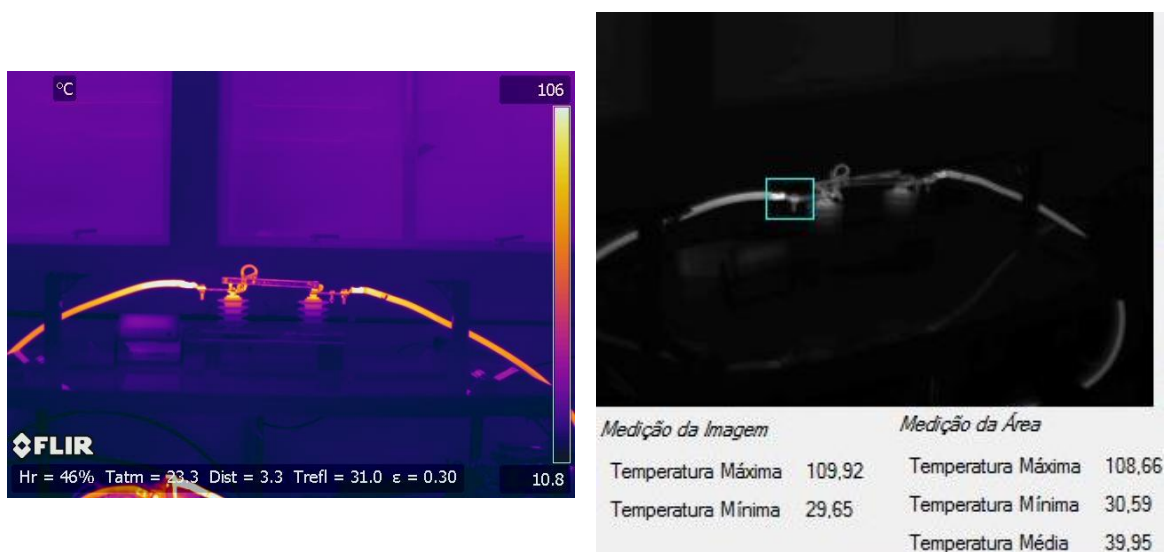 °C
106
FLIR
Hr = 46% Tatm = 23.3 Dist = 3.3 Trefl = 31.0 ε = 0.30
10.8
Medição da Imagem
Temperatura Máxima 109,92
Temperatura Mínima 29,65
Medição da Área
Temperatura Máxima 108,66
Temperatura Mínima 30,59
Temperatura Média 39,95